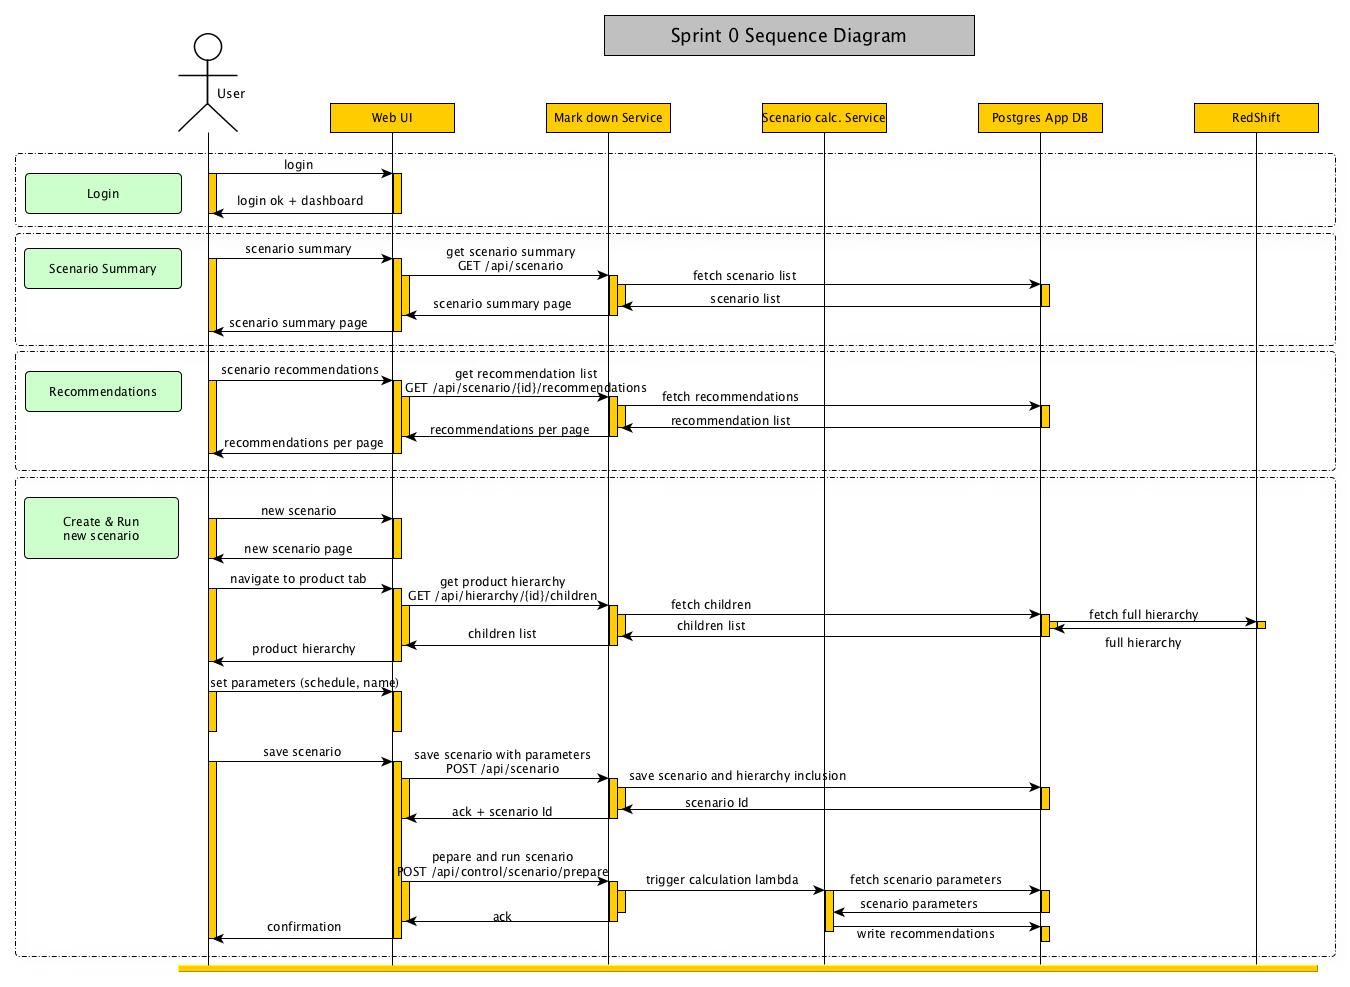 Sprint 0 Sequence Diagram
User
Web UI
Mark down Service
Scenario calc. Service
Postgres App DB
RedShift
Login
login
login ok + dashboard
Scenario Summary
scenario summary
get scenario summary
GET /api/scenario
fetch scenario list
scenario list
scenario summary page
scenario summary page
Recommendations
scenario recommendations
get recommendation list
GET /api/scenario/{id}/recommendations
fetch recommendations
recommendation list
recommendations per page
recommendations per page
Create & Run
new scenario
new scenario
new scenario page
navigate to product tab
get product hierarchy
GET /api/hierarchy/{id}/children
fetch children
fetch full hierarchy
children list
children list
full hierarchy
product hierarchy
set parameters (schedule, name)
save scenario
save scenario with parameters
POST /api/scenario
save scenario and hierarchy inclusion
scenario Id
ack + scenario Id
pepare and run scenario
POST /api/control/scenario/prepare
trigger calculation lambda
fetch scenario parameters
scenario parameters
ack
confirmation
write recommendations